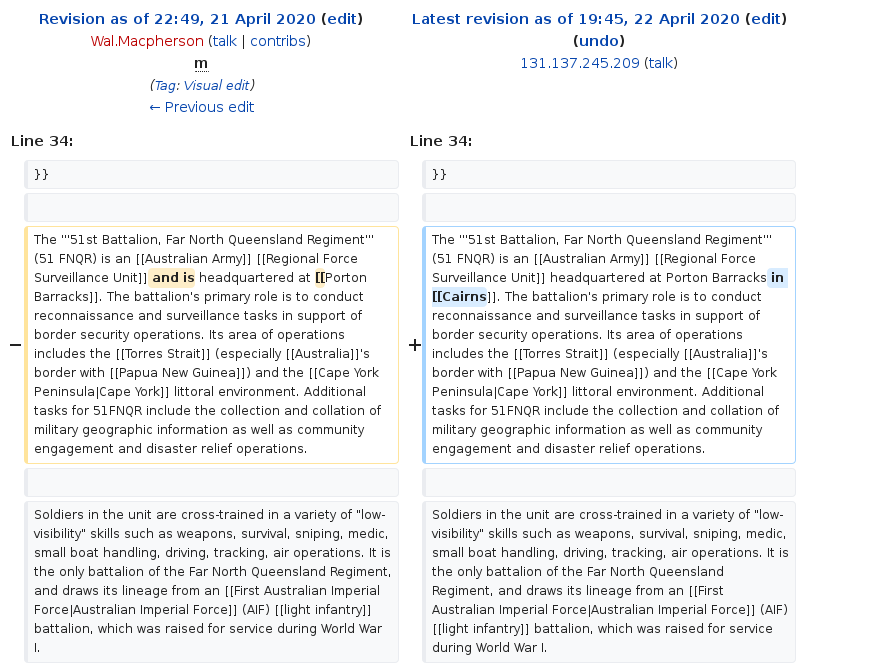 Revision as of 22:49, 21 April 2020 (edit)
Wal.Macpherson (talk | contribs)
m
(Tag: Visual edit)
← Previous edit
Latest revision as of 19:45, 22 April 2020 (edit)
(undo)
131.137.245.209 (talk)
Line 34:
Line 34:
}}
}}
−
The '''51st Battalion, Far North Queensland Regiment'''
(51 FNQR) is an [[Australian Army]] [[Regional Force
Surveillance Unit]] and is headquartered at [[Porton
Barracks]]. The battalion's primary role is to conduct
reconnaissance and surveillance tasks in support of
border security operations. Its area of operations
includes the [[Torres Strait]] (especially [[Australia]]'s
border with [[Papua New Guinea]]) and the [[Cape York
Peninsula|Cape York]] littoral environment. Additional
tasks for 51FNQR include the collection and collation of
military geographic information as well as community
engagement and disaster relief operations.
+
The '''51st Battalion, Far North Queensland Regiment'''
(51 FNQR) is an [[Australian Army]] [[Regional Force
Surveillance Unit]] headquartered at Porton Barracks in
[[Cairns]]. The battalion's primary role is to conduct
reconnaissance and surveillance tasks in support of
border security operations. Its area of operations
includes the [[Torres Strait]] (especially [[Australia]]'s
border with [[Papua New Guinea]]) and the [[Cape York
Peninsula|Cape York]] littoral environment. Additional
tasks for 51FNQR include the collection and collation of
military geographic information as well as community
engagement and disaster relief operations.
Soldiers in the unit are cross-trained in a variety of "low-
visibility" skills such as weapons, survival, sniping, medic,
small boat handling, driving, tracking, air operations. It is
the only battalion of the Far North Queensland Regiment,
and draws its lineage from an [[First Australian Imperial
Force|Australian Imperial Force]] (AIF) [[light infantry]]
battalion, which was raised for service during World War
I.
Soldiers in the unit are cross-trained in a variety of "low-
visibility" skills such as weapons, survival, sniping, medic,
small boat handling, driving, tracking, air operations. It is
the only battalion of the Far North Queensland
Regiment, and draws its lineage from an [[First
Australian Imperial Force|Australian Imperial Force]] (AIF)
[[light infantry]] battalion, which was raised for service
during World War I.